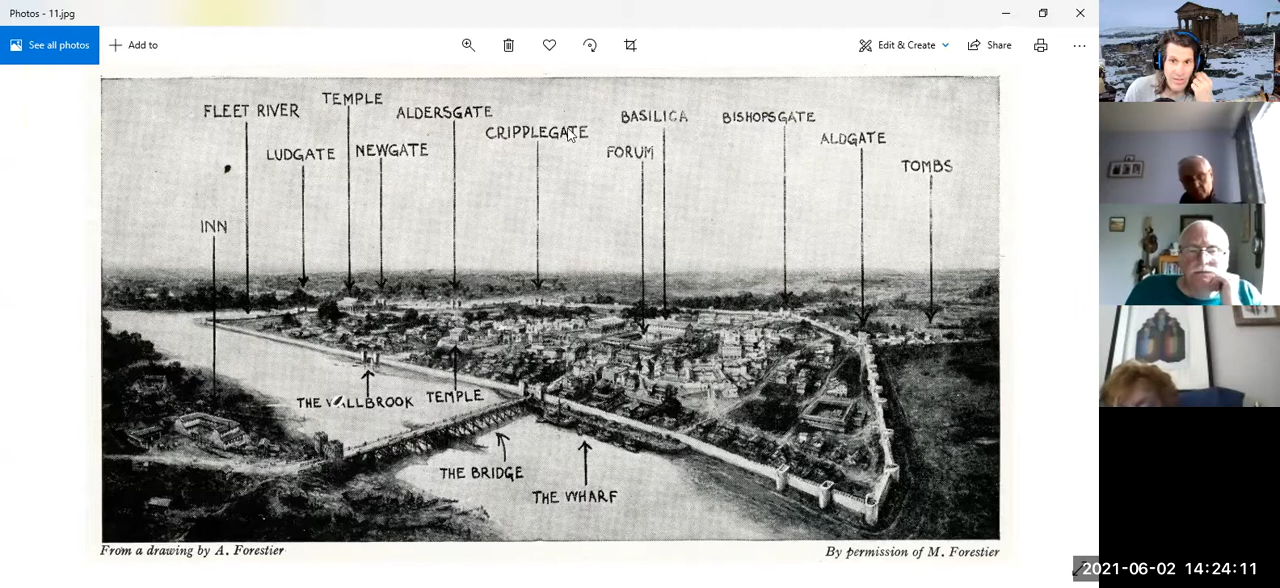 Photos - 11.jpg
See all photos
Add to
Edit & Create
Share
FLEET RIVER
TEMPLE
ALDERSGATE
CRIPPLEGATE
BASILICA
BISHOPSGATE
LUDGATE
NEWGATE
FORUM
ALDGATE
TOMBS
INN
THE WALLBROOK
TEMPLE
THE BRIDGE
THE WHARF
From a drawing by A. Forestier
By permission of M. Forestier
2021-06-02 14:24:11